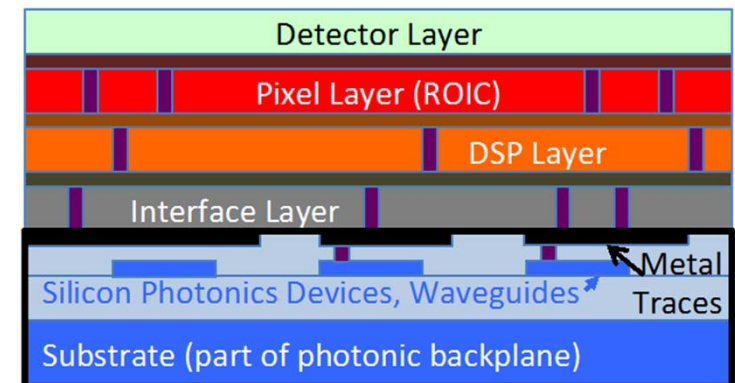 Detector Layer
Pixel Layer (ROIC)
DSP Layer
Interface Layer
Metal
Traces
Silicon Photonics Devices, Waveguides
Substrate (part of photonic backplane)